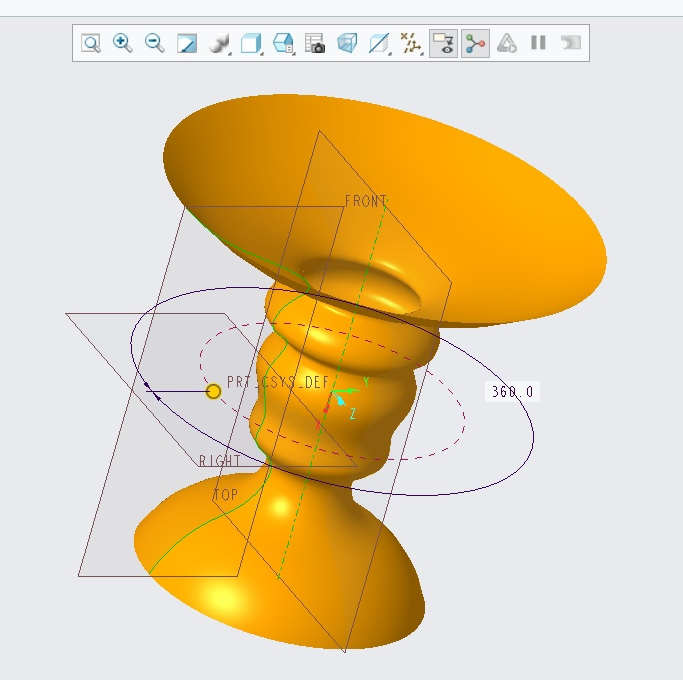 FRONT
PRT_CSYS_DEF
Y
360.0
Z
RIGHT
TOP